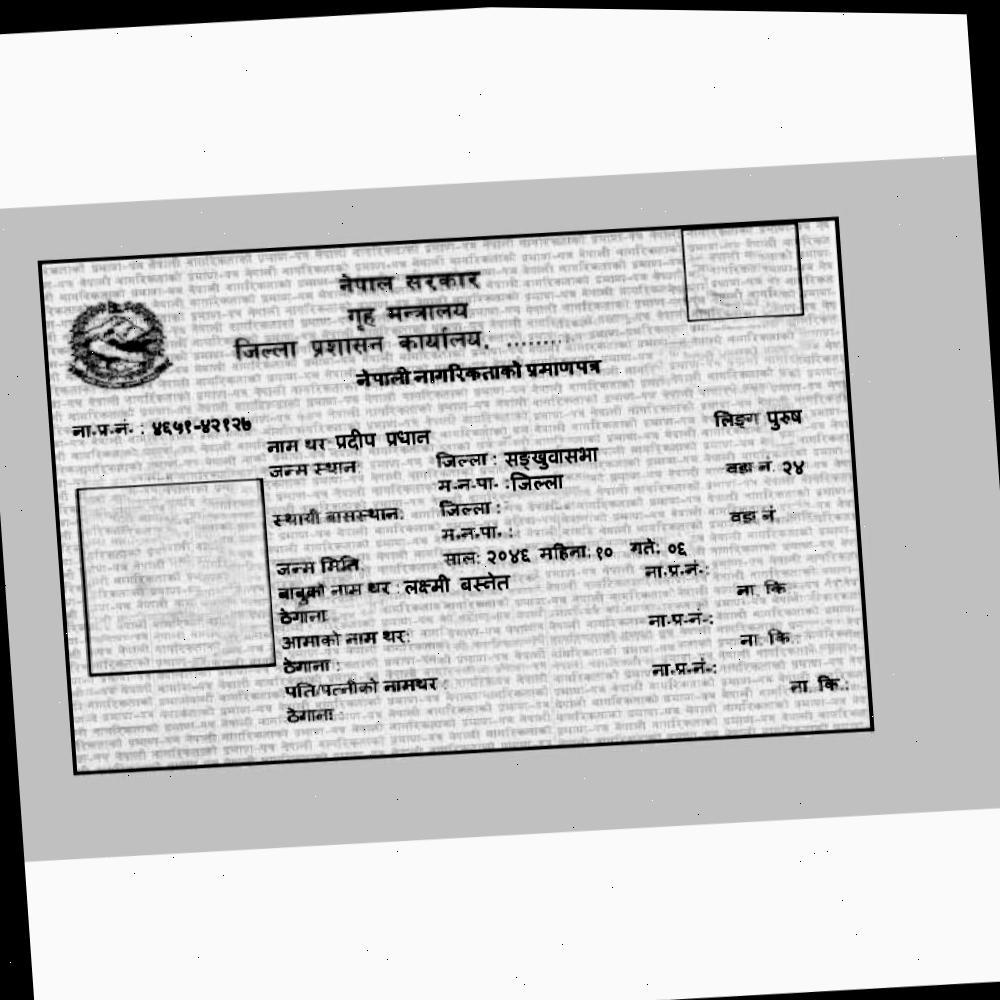 नेपाल सरकार
गृह मन्त्रालय
जिल्ला प्रशासन कार्यालय, ........
नेपाली नागरिकताको प्रमाणपत्र
ना.प्र.नं. : ४६५१-४२१२७ लिङ्ग पुरुष
नाम थर प्रदीप प्रधान
जन्म स्थान: जिल्ला : सङ्खुवासभा वडा नं. २४
म.न.पा. :जिल्ला
स्थायी बासस्थान: जिल्ला : वडा नं
म.न.पा. :
जन्म मिति साल: २०४६ महिना: १० गते: ०६
बाबुको नाम थर : लक्ष्मी बस्नेत ना.प्र.नं.:
ठेगाना ना. कि.:
आमाको नाम थर: ना.प्र.नं.:
ठेगाना : ना. कि.:
पति/पत्नीको नामथर : ना.प्र.नं.:
ठेगाना : ना. कि.: